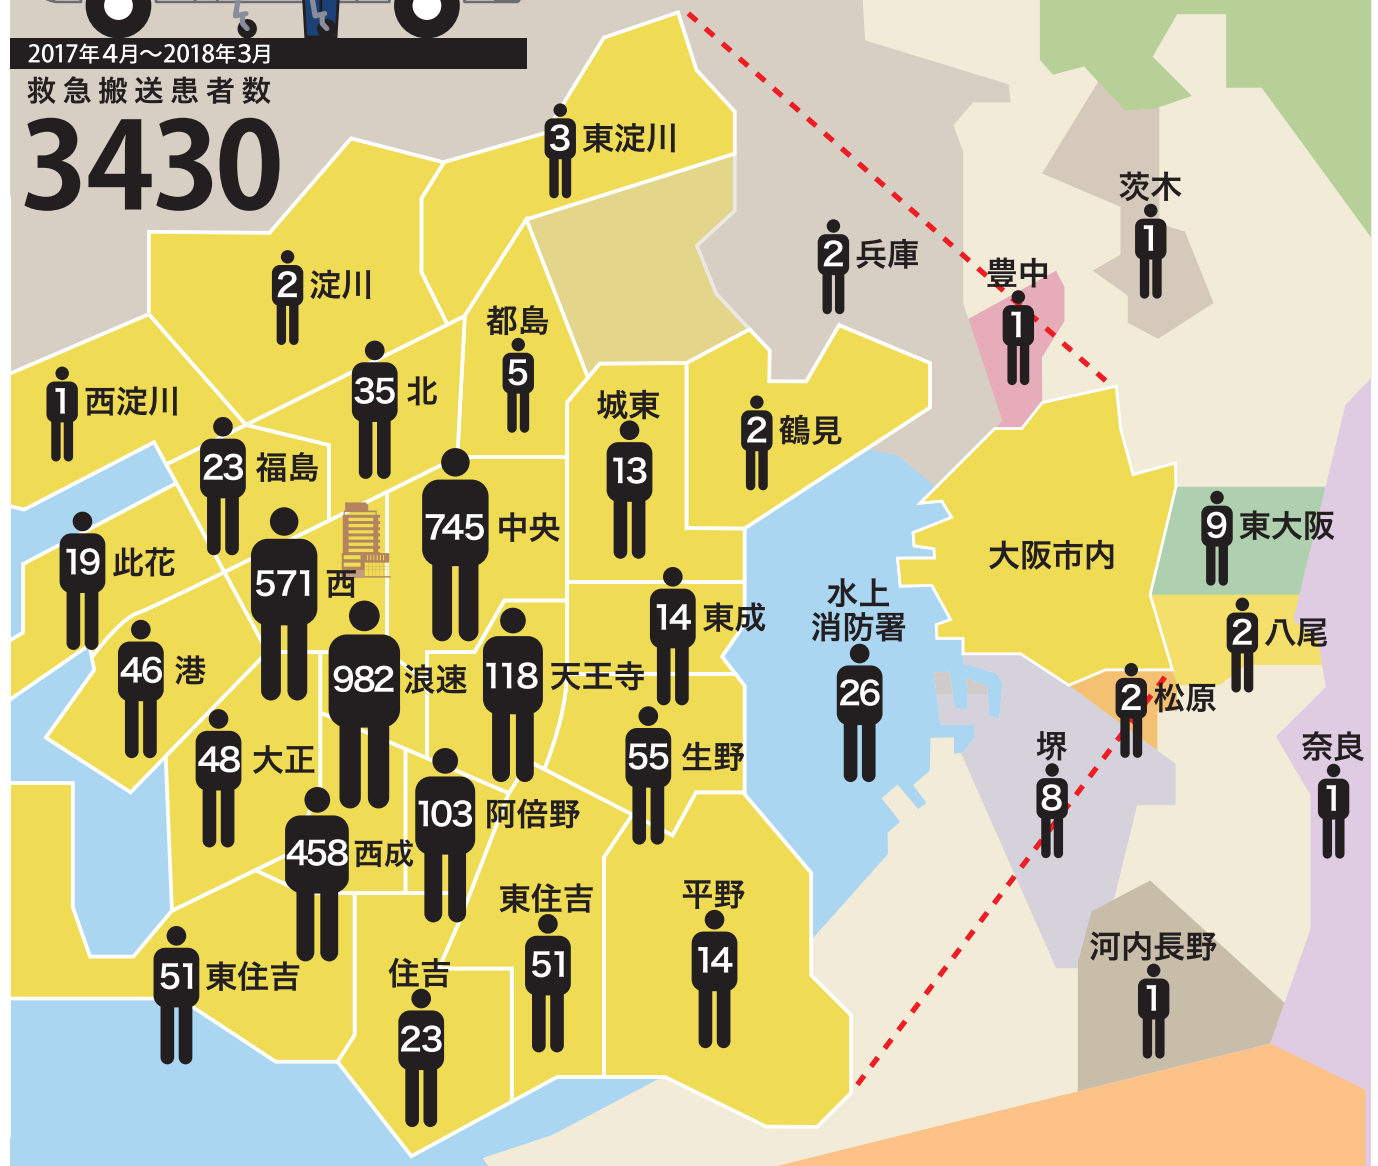 2017年4月～2018年3月
救急搬送患者数
3430
3
東淀川
茨木
1
2
兵庫
2
淀川
豊中
1
都島
5
35
北
1
西淀川
城東
13
2
鶴見
23
福島
745
中央
9
東大阪
19
此花
571
西
大阪市内
水上
消防署
26
14
東成
2
八尾
46
港
982
浪速
118
天王寺
2
松原
48
大正
55
生野
堺
8
奈良
1
103
阿倍野
458
西成
東住吉
51
平野
14
51
東住吉
住吉
23
河内長野
1